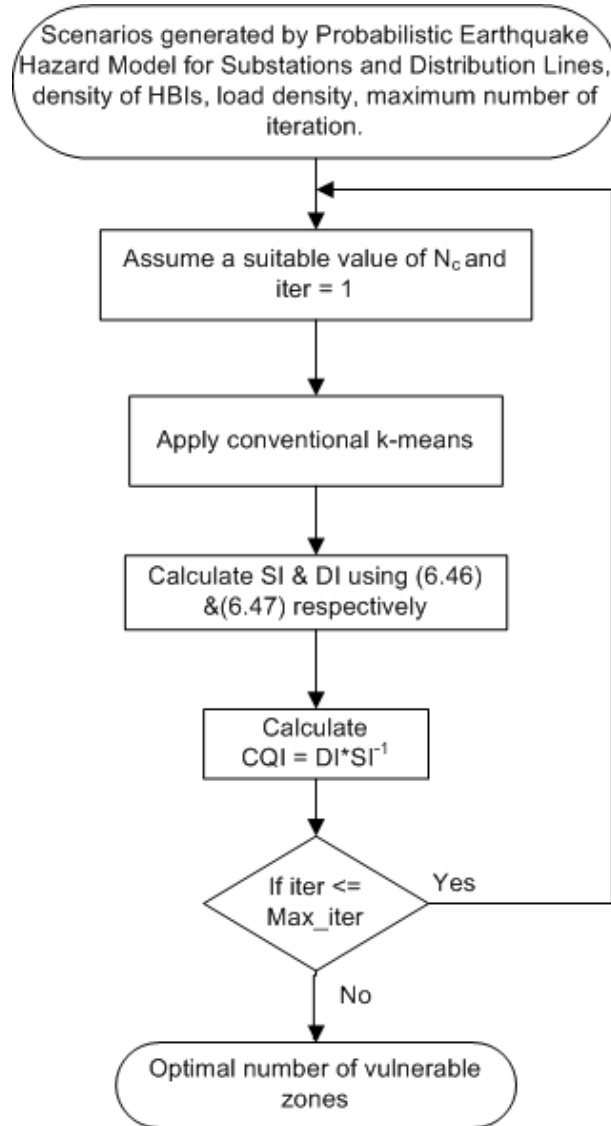 Scenarios generated by Probabilistic Earthquake
Hazard Model for Substations and Distribution Lines,
density of HBIs, load density, maximum number of
iteration.
Assume a suitable value of Nc and
iter = 1
Apply conventional k-means
Calculate SI & DI using (6.46)
&(6.47) respectively
Calculate
CQI = DI*SI-1
If iter <=
Max_iter
Yes
No
Optimal number of vulnerable
zones